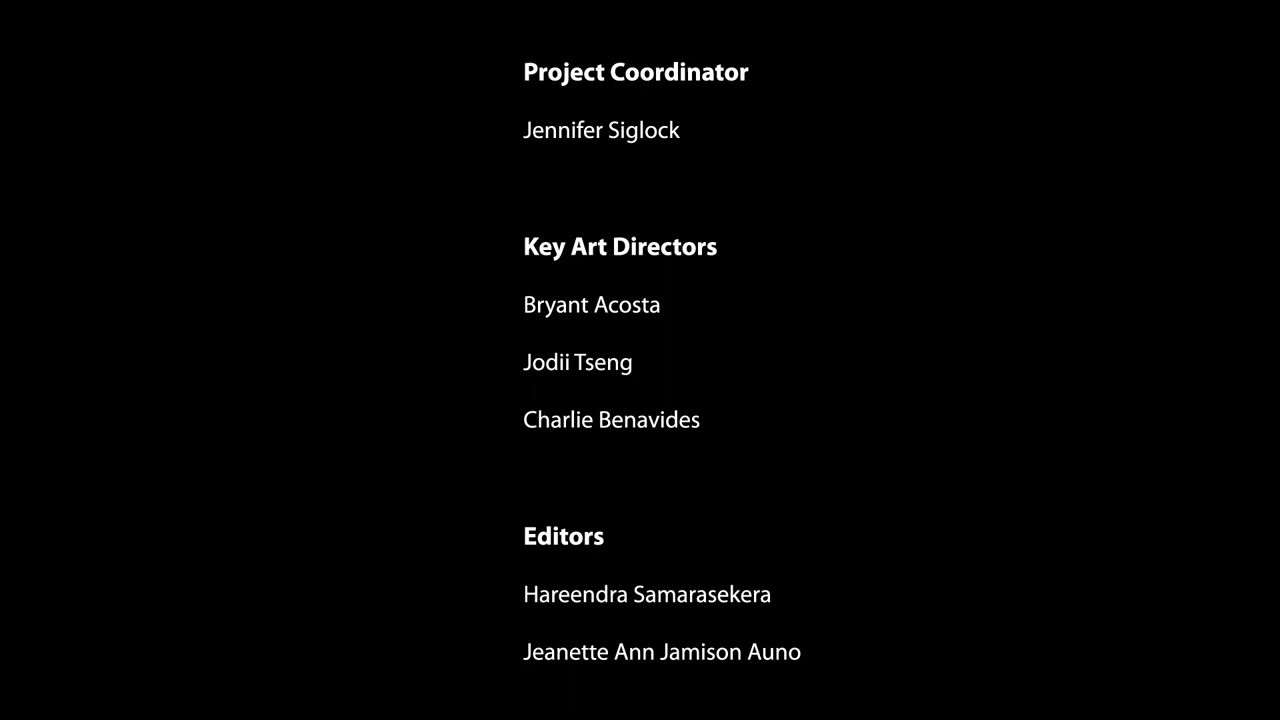 Project Coordinator
Jennifer Siglock
Key Art Directors
Bryant Acosta
Jodii Tseng
Charlie Benavides
Editors
Hareendra Samarasekera
Jeanette Ann Jamison Auno